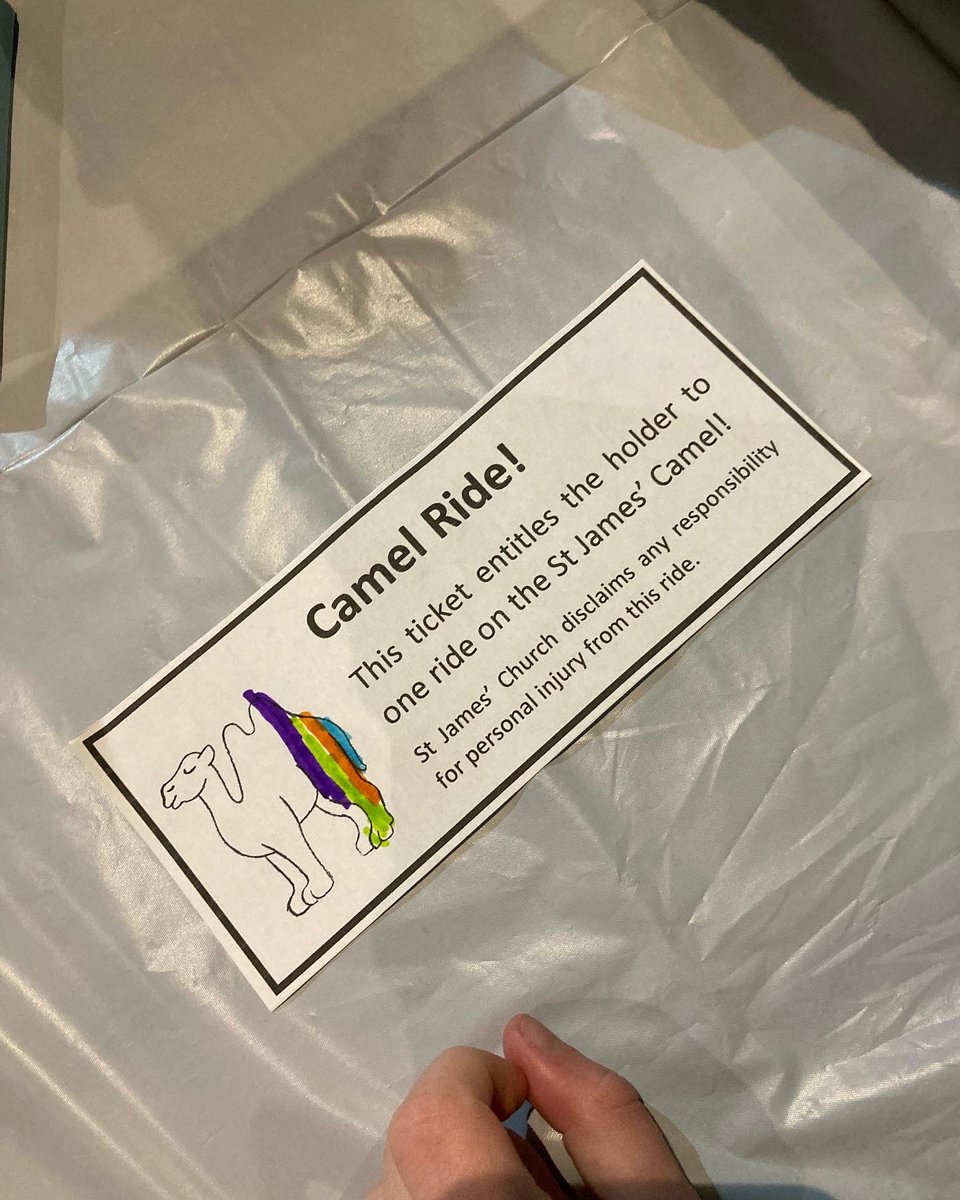 Camel Ride!
This ticket entitles the holder to
one ride on the St James’ Camel!
St James’ Church disclaims any responsibility
for personal injury from this ride.